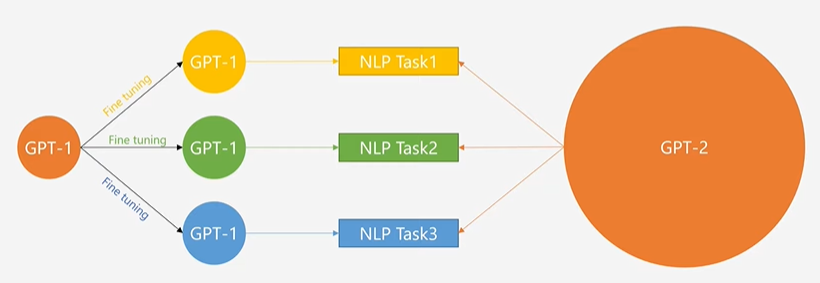 GPT-1
Fine tuning
GPT-1
NLP Task1
Fine tuning
GPT-1
NLP Task2
Fine tuning
GPT-1
NLP Task3
GPT-2